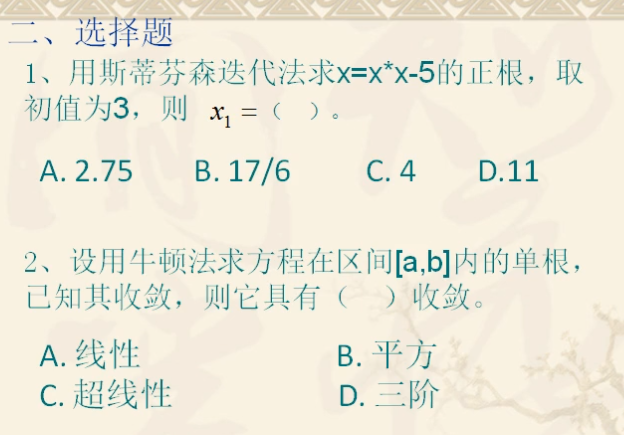 二、选择题
1、用斯蒂芬森迭代法求x=x*x-5的正根，取
初值为3，则 x₁ =（ ）。
A. 2.75 B. 17/6 C. 4 D.11
2、设用牛顿法求方程在区间[a,b]内的单根，
已知其收敛，则它具有（ ）收敛。
A. 线性 B. 平方
C. 超线性 D. 三阶